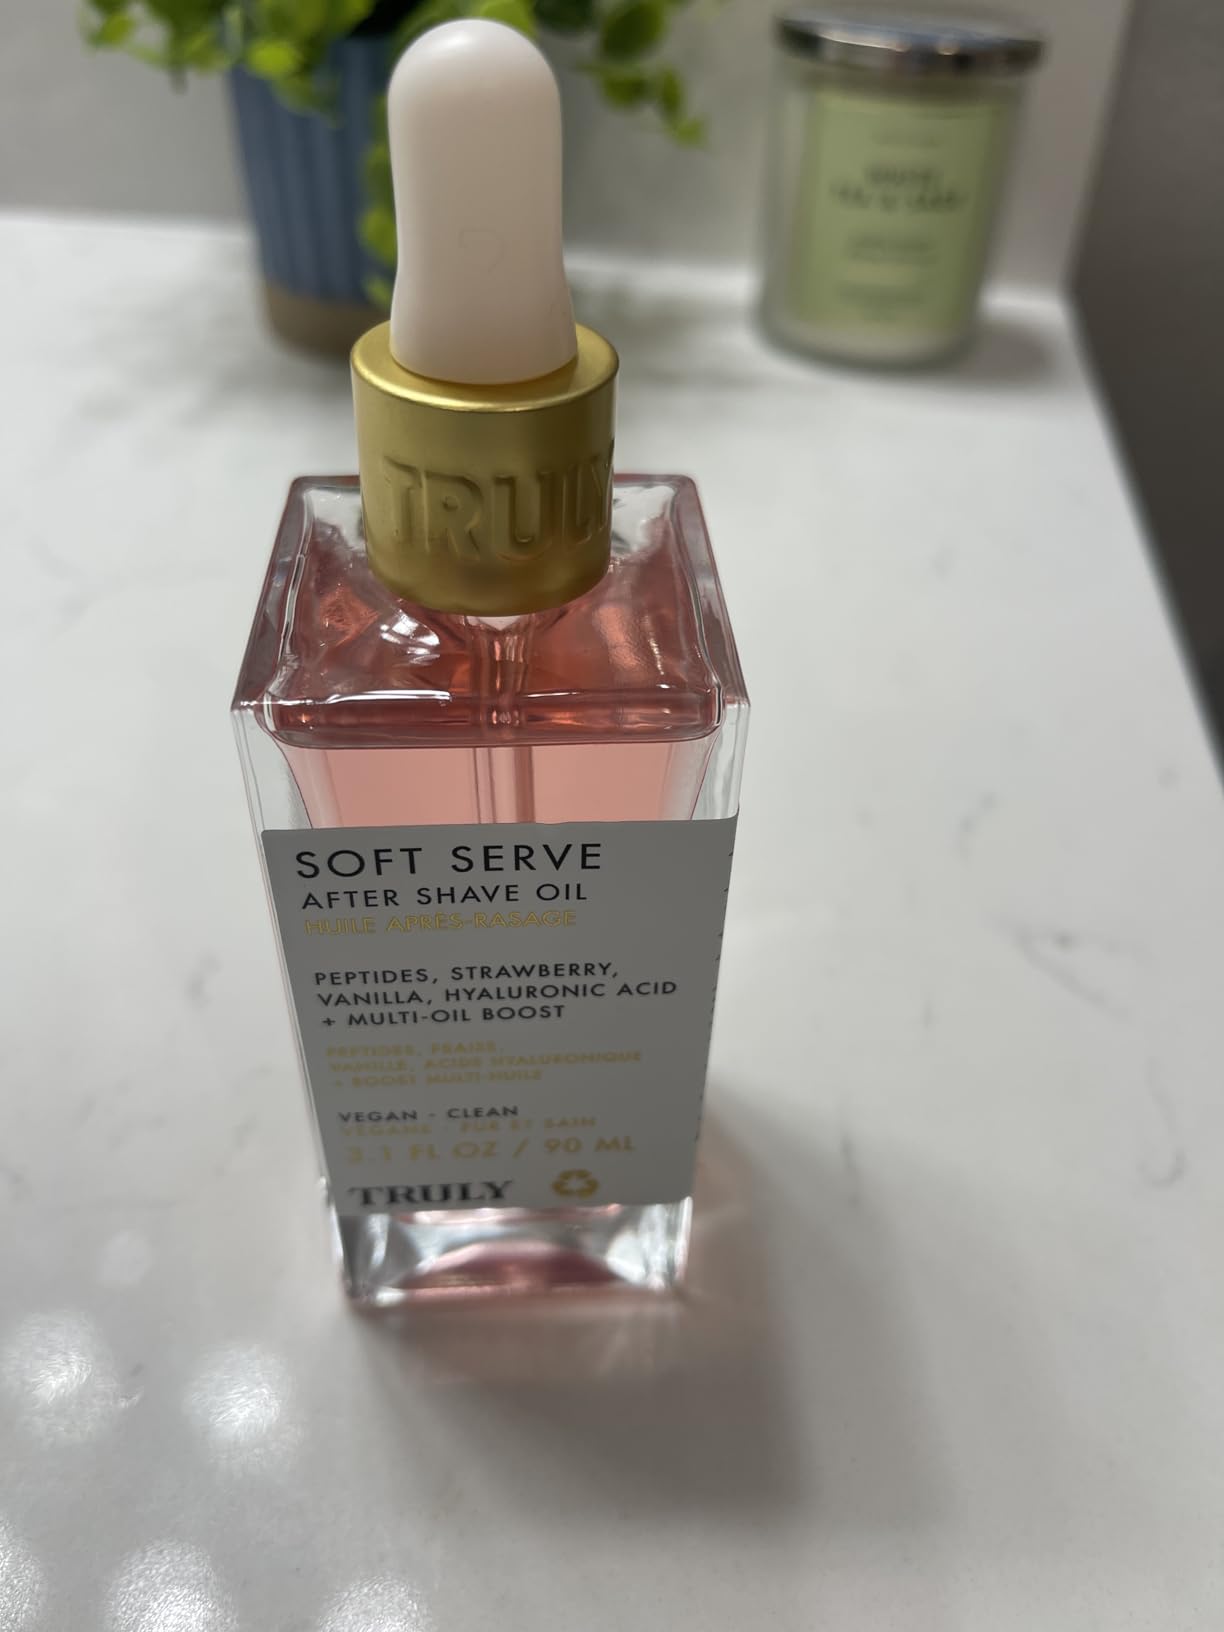 TRULY
SOFT SERVE
AFTER SHAVE OIL
HUILE APRÈS-RASAGE
PEPTIDES, STRAWBERRY,
VANILLA, HYALURONIC ACID
+ MULTI-OIL BOOST
PEPTIDES, FRAISE,
VANILLE, ACIDE HYALURONIQUE
+ BOOST MULTI-HUILE
VEGAN - CLEAN
VEGANE - PUR ET SAIN
3.1 FL OZ / 90 ML
TRULY